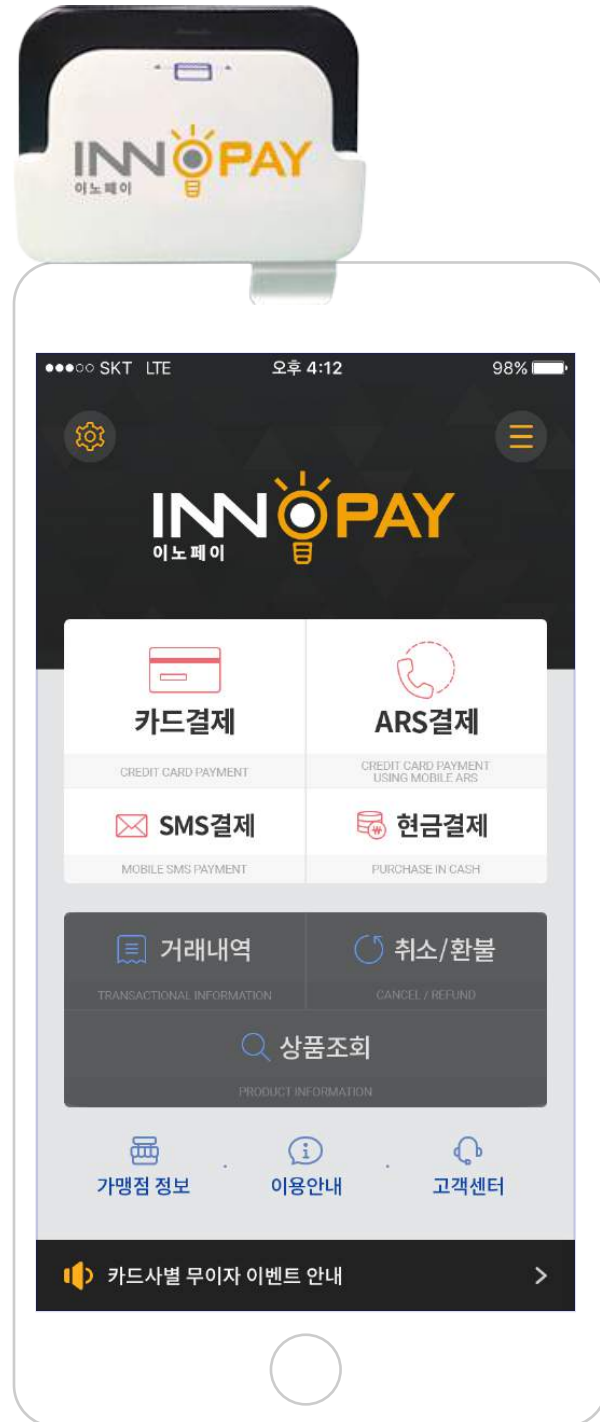 INNOPAY
이노페이
SKT LTE 오후 4:12 98%
INNOPAY
이노페이
카드결제 ARS결제
CREDIT CARD PAYMENT CREDIT CARD PAYMENT
USING MOBILE ARS
SMS결제 현금결제
MOBILE SMS PAYMENT PURCHASE IN CASH
거래내역 취소/환불
TRANSACTIONAL INFORMATION CANCEL / REFUND
상품조회
PRODUCT INFORMATION
가맹점 정보 · 이용안내 · 고객센터
카드사별 무이자 이벤트 안내 >